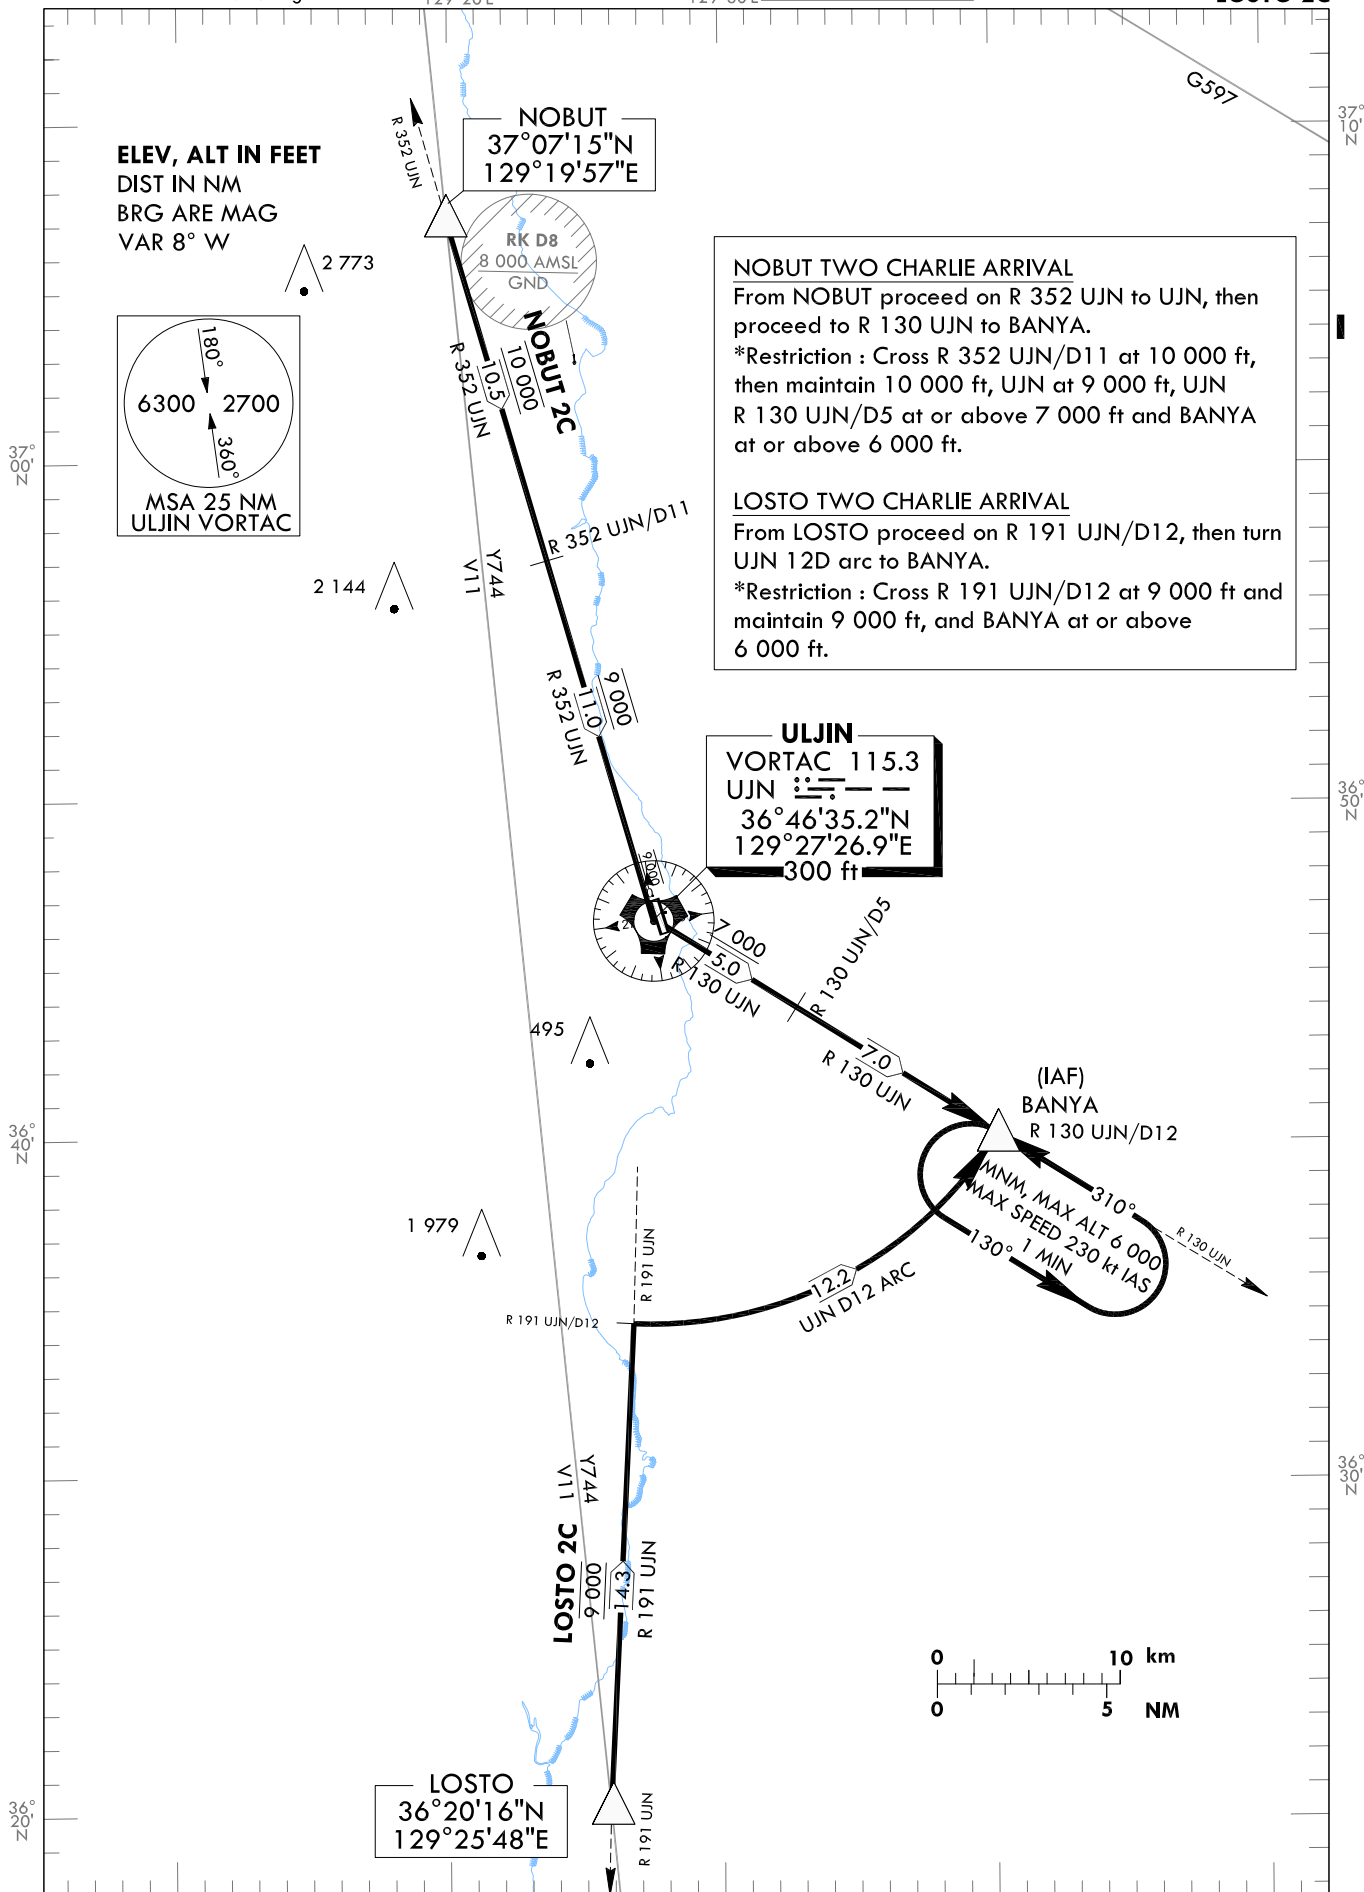 129°20'E
G597
37°
10'
N
NOBUT
37°07'15"N
129°19'57"E
R 352 UJN
ELEV, ALT IN FEET
DIST IN NM
BRG ARE MAG
VAR 8° W
2 773
RK D8
8 000 AMSL
GND
NOBUT TWO CHARLIE ARRIVAL
From NOBUT proceed on R 352 UJN to UJN, then
proceed to R 130 UJN to BANYA.
*Restriction : Cross R 352 UJN/D11 at 10 000 ft,
then maintain 10 000 ft, UJN at 9 000 ft, UJN
R 130 UJN/D5 at or above 7 000 ft and BANYA
at or above 6 000 ft.
LOSTO TWO CHARLIE ARRIVAL
From LOSTO proceed on R 191 UJN/D12, then turn
UJN 12D arc to BANYA.
*Restriction : Cross R 191 UJN/D12 at 9 000 ft and
maintain 9 000 ft, and BANYA at or above
6 000 ft.
180°
6300 2700
360°
MSA 25 NM
ULJIN VORTAC
NOBUT 2C
10 000
10.5
R 352 UJN
37°
00'
N
R 352 UJN/D11
Y744
V11
2 144
9 000
11.0
R 352 UJN
ULJIN
VORTAC 115.3
UJN
36°46'35.2"N
129°27'26.9"E
300 ft
36°
50'
N
9 000
7 000
5.0
R 130 UJN
R 130 UJN/D5
495
7.0
R 130 UJN
(IAF)
BANYA
R 130 UJN/D12
36°
40'
N
MNM, MAX ALT 6 000
MAX SPEED 230 kt IAS
1 MIN
310°
130°
R 130 UJN
1 979
R 191 UJN
12.2
UJN D12 ARC
R 191 UJN/D12
36°
30'
N
Y744
V11
LOSTO 2C
9 000
14.3
R 191 UJN
0 10 km
0 5 NM
LOSTO
36°20'16"N
129°25'48"E
R 191 UJN
36°
20'
N